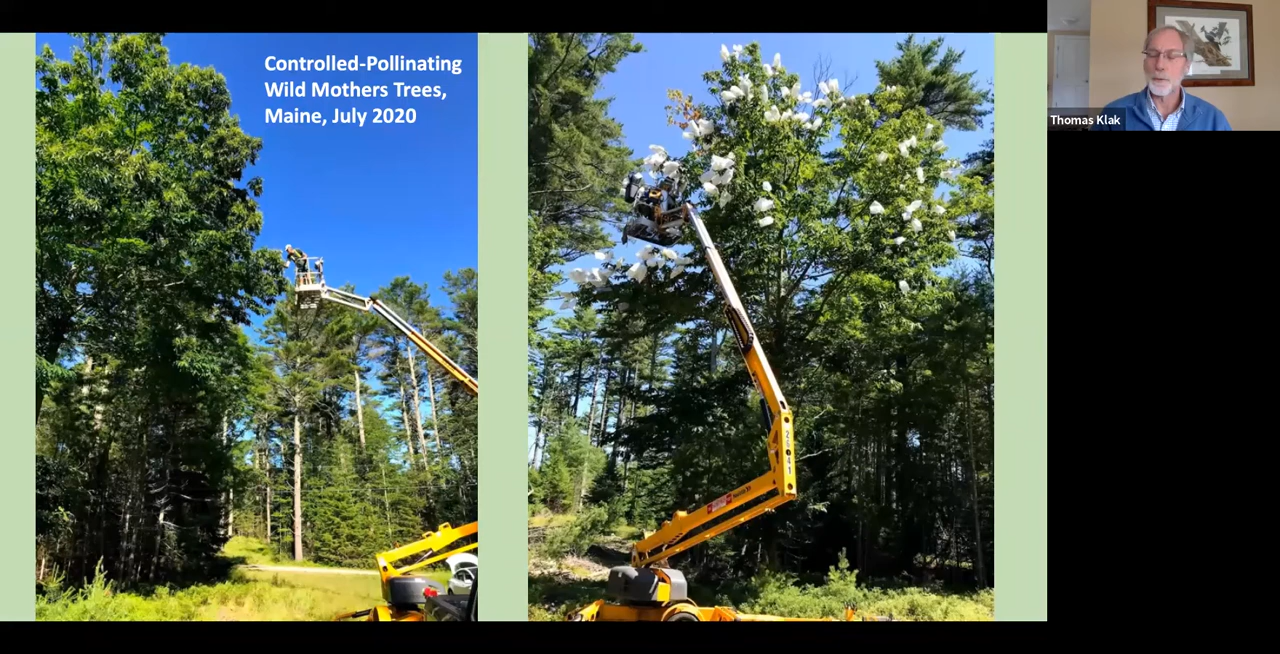 Controlled-Pollinating
Wild Mothers Trees,
Maine, July 2020
Thomas Klak